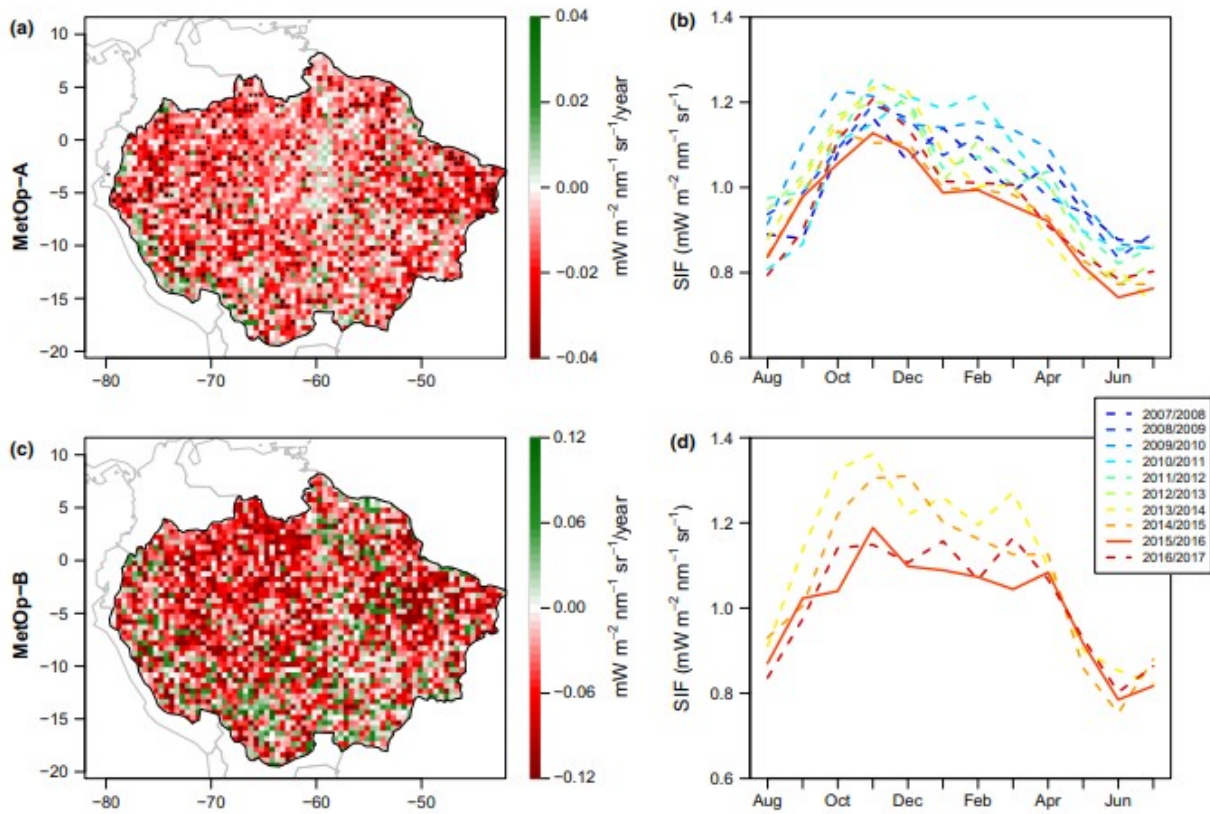 (a)
MetOp−A
10
5
0
−5
−10
−15
−20
−80
−70
−60
−50
0.04
0.02
0.00
−0.02
−0.04
mW m−2 nm−1 sr−1/year
(b)
SIF (mW m−2 nm−1 sr−1)
1.4
1.2
1.0
0.8
0.6
Aug
Oct
Dec
Feb
Apr
Jun
(c)
MetOp−B
10
5
0
−5
−10
−15
−20
−80
−70
−60
−50
0.12
0.06
0.00
−0.06
−0.12
mW m−2 nm−1 sr−1/year
(d)
SIF (mW m−2 nm−1 sr−1)
1.4
1.2
1.0
0.8
0.6
Aug
Oct
Dec
Feb
Apr
Jun
2007/2008
2008/2009
2009/2010
2010/2011
2011/2012
2012/2013
2013/2014
2014/2015
2015/2016
2016/2017